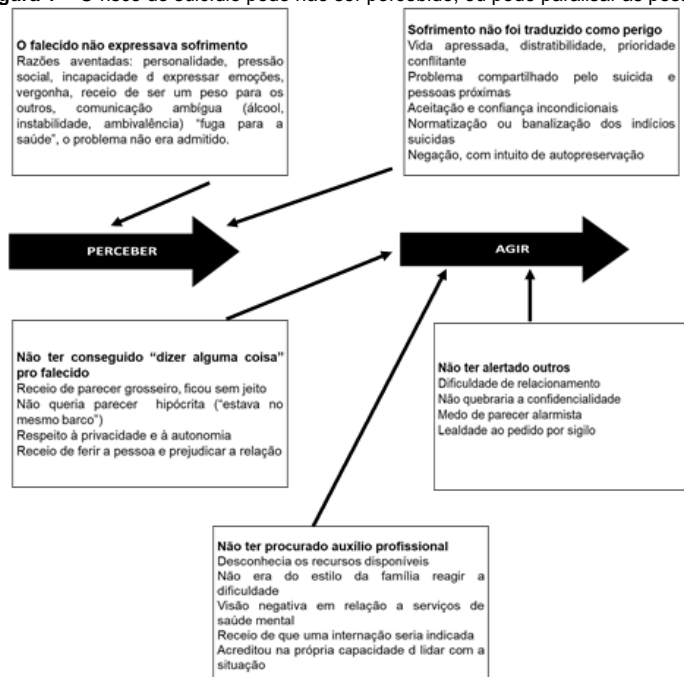 O falecido não expressava sofrimento
Razões aventadas: personalidade, pressão
social, incapacidade d expressar emoções,
vergonha, receio de ser um peso para os
outros, comunicação ambígua (álcool,
instabilidade, ambivalência) “fuga para a
saúde”, o problema não era admitido.
Sofrimento não foi traduzido como perigo
Vida apressada, distratibilidade, prioridade
conflitante
Problema compartilhado pelo suicida e
pessoas próximas
Aceitação e confiança incondicionais
Normatização ou banalização dos indícios
suicidas
Negação, com intuito de autopreservação
PERCEBER
AGIR
Não ter conseguido “dizer alguma coisa”
pro falecido
Receio de parecer grosseiro, ficou sem jeito
Não queria parecer hipócrita (“estava no
mesmo barco”)
Respeito à privacidade e à autonomia
Receio de ferir a pessoa e prejudicar a relação
Não ter alertado outros
Dificuldade de relacionamento
Não quebraria a confidencialidade
Medo de parecer alarmista
Lealdade ao pedido por sigilo
Não ter procurado auxílio profissional
Desconhecia os recursos disponíveis
Não era do estilo da família reagir a
dificuldade
Visão negativa em relação a serviços de
saúde mental
Receio de que uma internação seria indicada
Acreditou na própria capacidade d lidar com a
situação